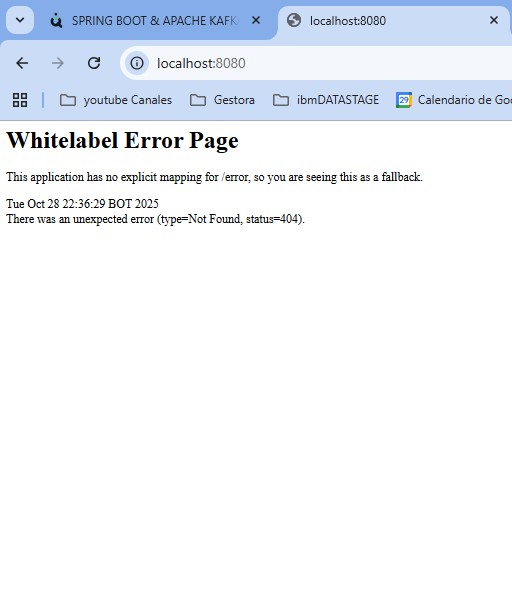 SPRING BOOT & APACHE KAFK
localhost:8080
localhost:8080
youtube Canales
Gestora
ibmDATASTAGE
29
Calendario de Goo
Whitelabel Error Page
This application has no explicit mapping for /error, so you are seeing this as a fallback.
Tue Oct 28 22:36:29 BOT 2025
There was an unexpected error (type=Not Found, status=404).